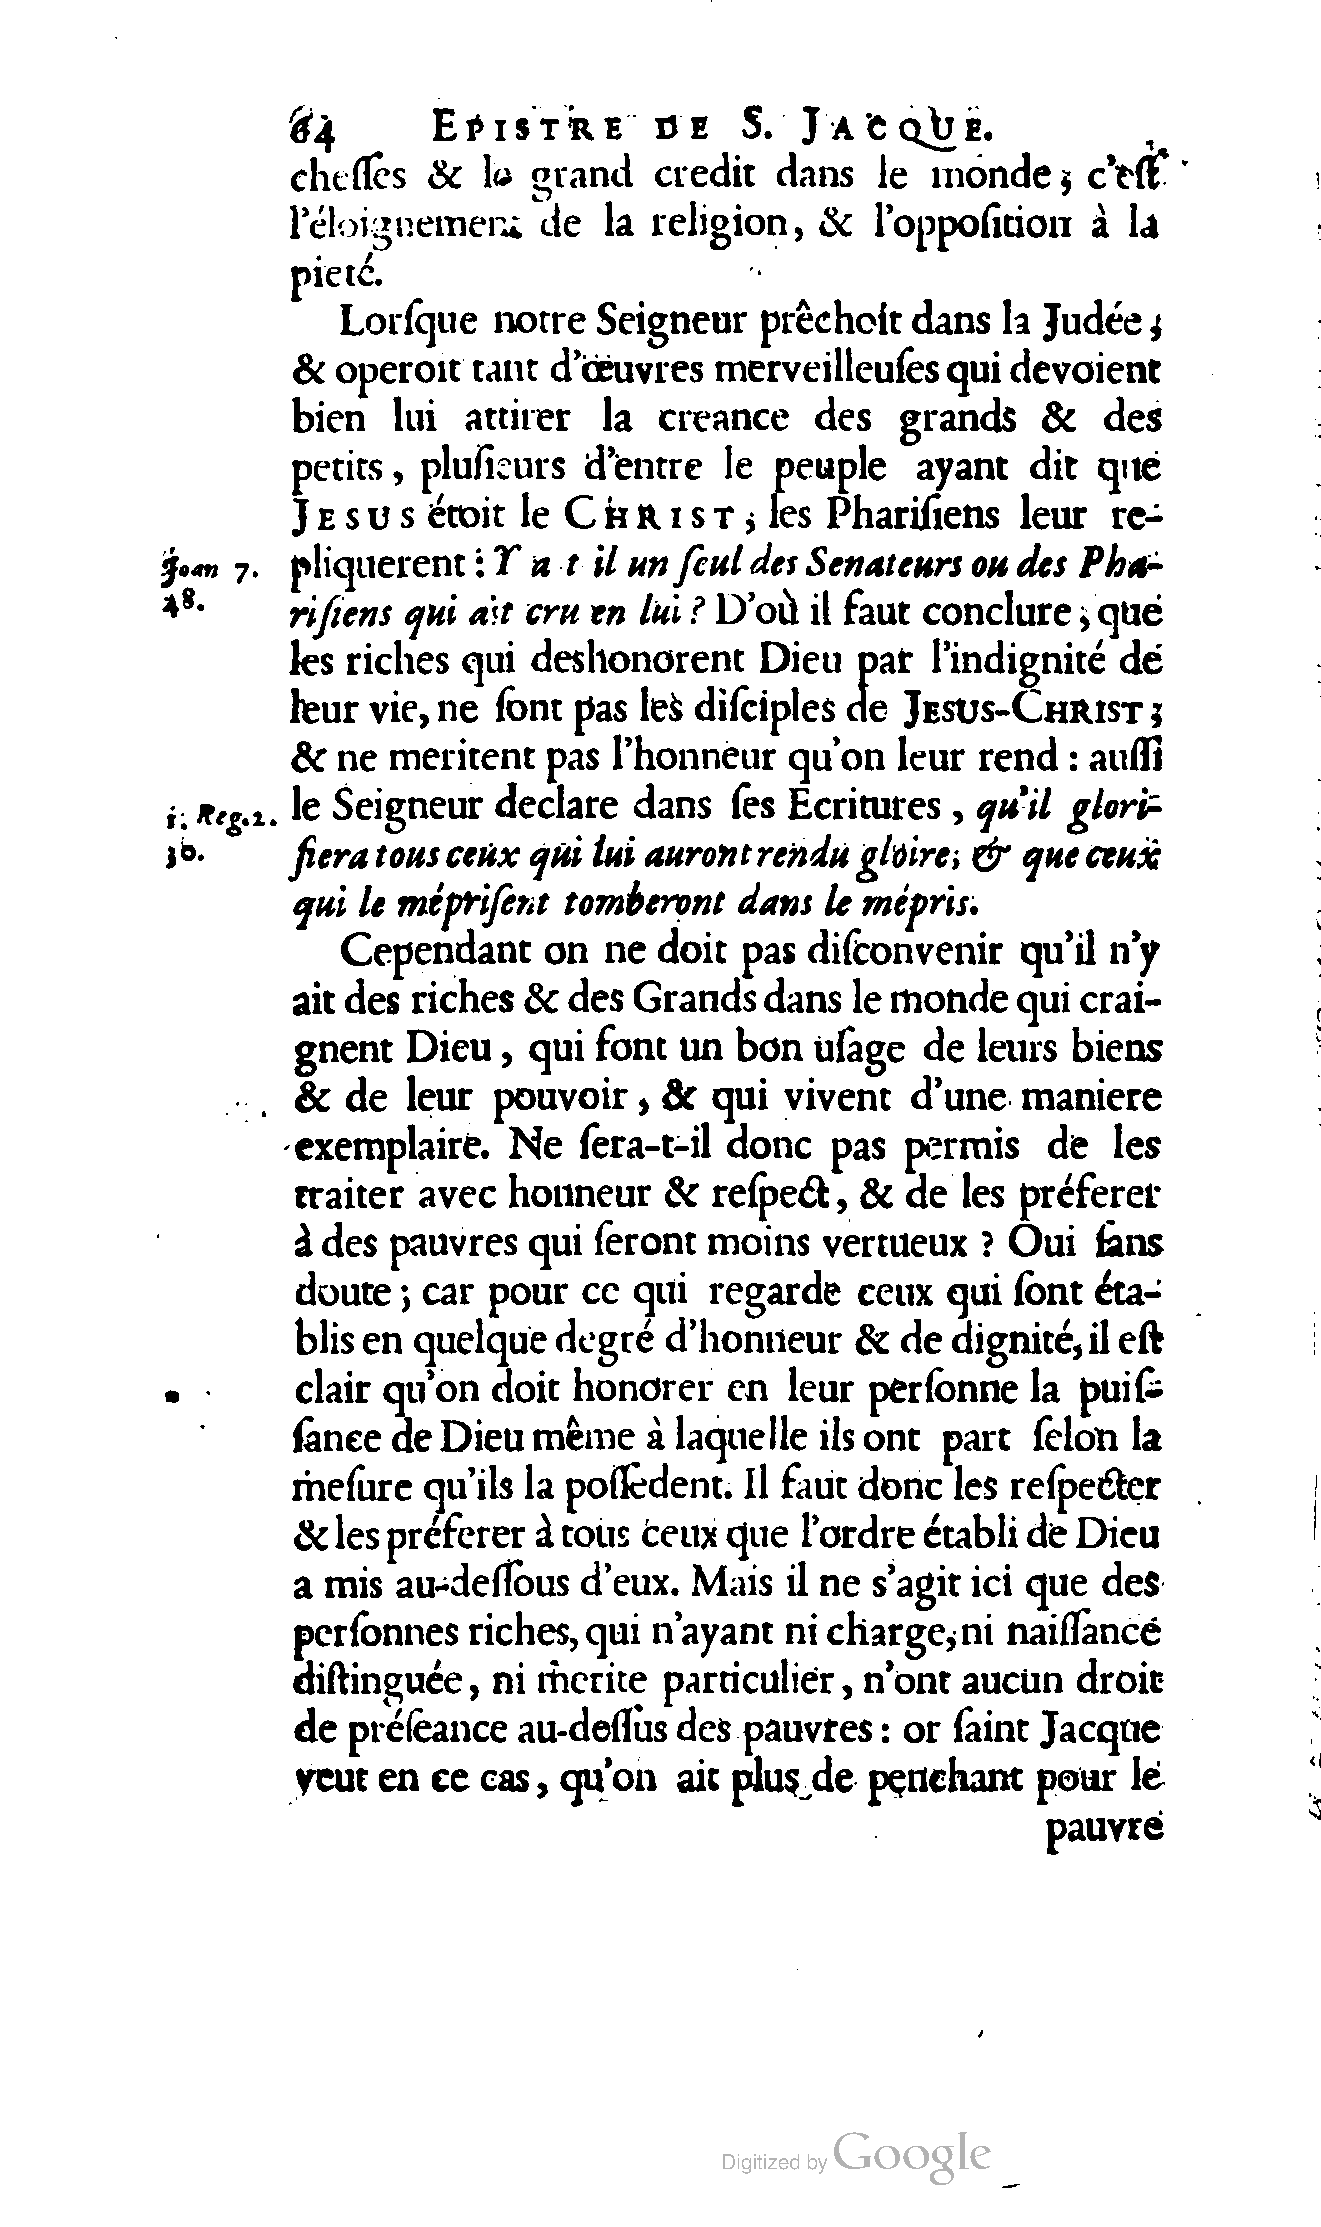 64 EPISTRE DE S. JACQUE.
cheſſes & le grand credit dans le monde ; c'eſt
l'éloignement de la religion, & l'oppoſition à la
pieté.
Lorſque notre Seigneur prêchoit dans la Judée ;
& operoit tant d'œuvres merveilleuſes qui devoient
bien lui attirer la creance des grands & des
petits , pluſieurs d'entre le peuple ayant dit que
JESUS étoit le CHRIST , les Phariſiens leur re-
Joan 7. pliquerent : Y a t il un ſeul des Senateurs ou des Pha-
48. riſiens qui ait cru en lui ? D'où il faut conclure , que
les riches qui deshonorent Dieu par l'indignité de
leur vie, ne ſont pas les diſciples de JESUS-CHRIST ;
& ne meritent pas l'honneur qu'on leur rend : auſſi
1. Reg. 2. le Seigneur declare dans ſes Ecritures , qu'il glori-
30. fiera tous ceux qui lui auront rendu gloire , & que ceux
qui le mépriſent tomberont dans le mépris.
Cependant on ne doit pas diſconvenir qu'il n'y
ait des riches & des Grands dans le monde qui crai-
gnent Dieu , qui font un bon uſage de leurs biens
& de leur pouvoir , & qui vivent d'une maniere
exemplaire. Ne ſera-t-il donc pas permis de les
traiter avec honneur & reſpect , & de les préferer
à des pauvres qui ſeront moins vertueux ? Oui ſans
doute ; car pour ce qui regarde ceux qui ſont éta-
blis en quelque degré d'honneur & de dignité, il eſt
clair qu'on doit honorer en leur perſonne la puiſ-
ſance de Dieu même à laquelle ils ont part ſelon la
meſure qu'ils la poſſedent. Il faut donc les reſpecter
& les préferer à tous ceux que l'ordre établi de Dieu
a mis au-deſſous d'eux. Mais il ne s'agit ici que des
perſonnes riches, qui n'ayant ni charge, ni naiſſance
diſtinguée , ni merite particulier , n'ont aucun droit
de préſeance au-deſſus des pauvres : or ſaint Jacque
veut en ce cas , qu'on ait plus de penchant pour le
pauvre
Digitized by Google